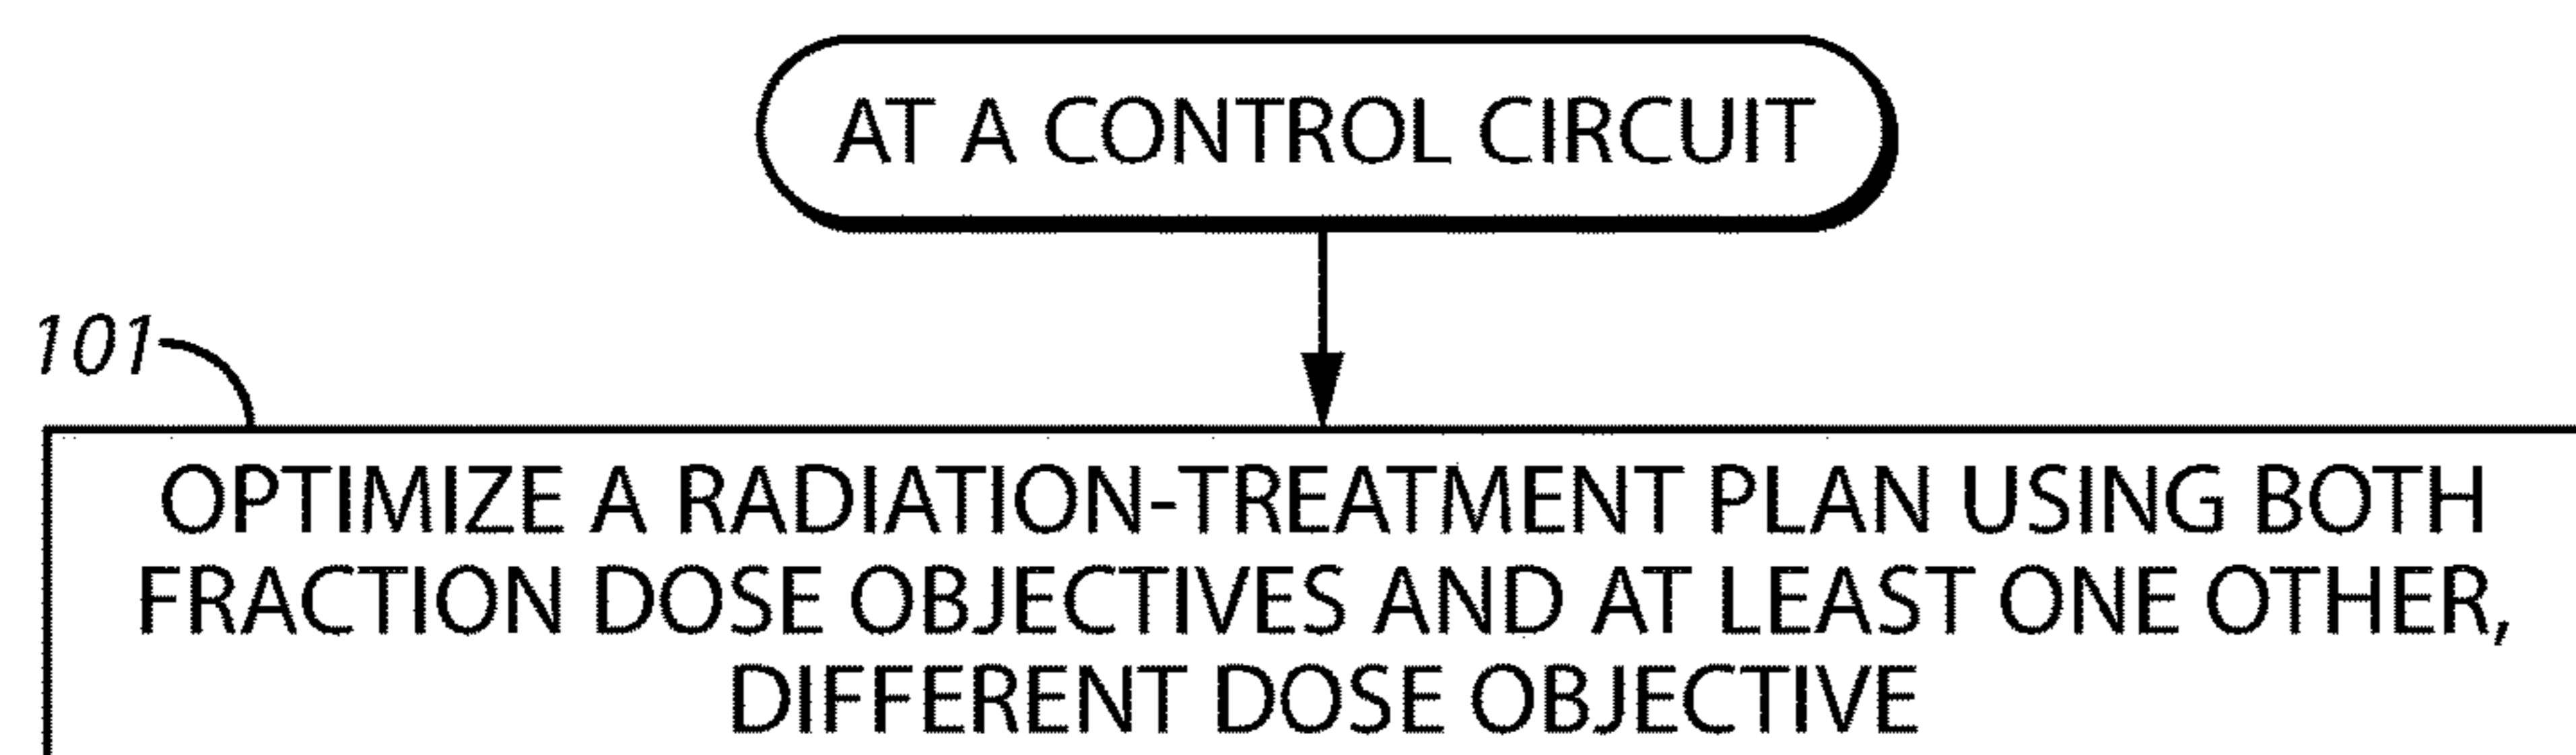 AT A CONTROL CIRCUIT
101
OPTIMIZE A RADIATION-TREATMENT PLAN USING BOTH
FRACTION DOSE OBJECTIVES AND AT LEAST ONE OTHER,
DIFFERENT DOSE OBJECTIVE